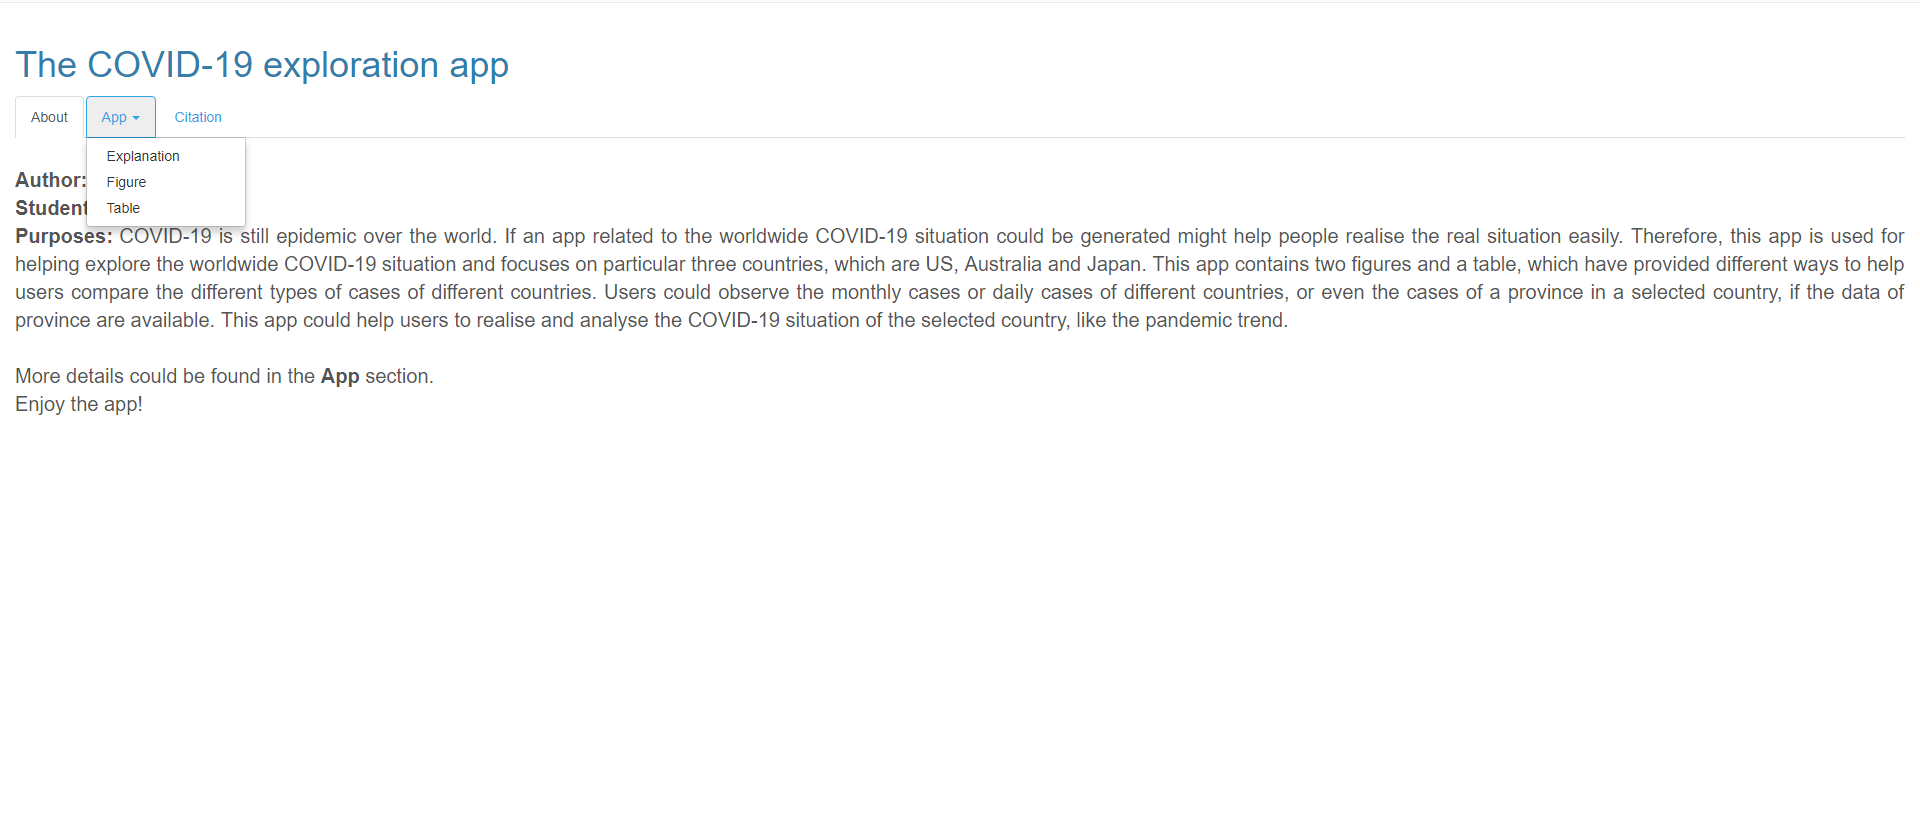 The COVID-19 exploration app
About App Citation
Explanation
Figure
Table
Author:
Student
Purposes: COVID-19 is still epidemic over the world. If an app related to the worldwide COVID-19 situation could be generated might help people realise the real situation easily. Therefore, this app is used for
helping explore the worldwide COVID-19 situation and focuses on particular three countries, which are US, Australia and Japan. This app contains two figures and a table, which have provided different ways to help
users compare the different types of cases of different countries. Users could observe the monthly cases or daily cases of different countries, or even the cases of a province in a selected country, if the data of
province are available. This app could help users to realise and analyse the COVID-19 situation of the selected country, like the pandemic trend.
More details could be found in the App section.
Enjoy the app!